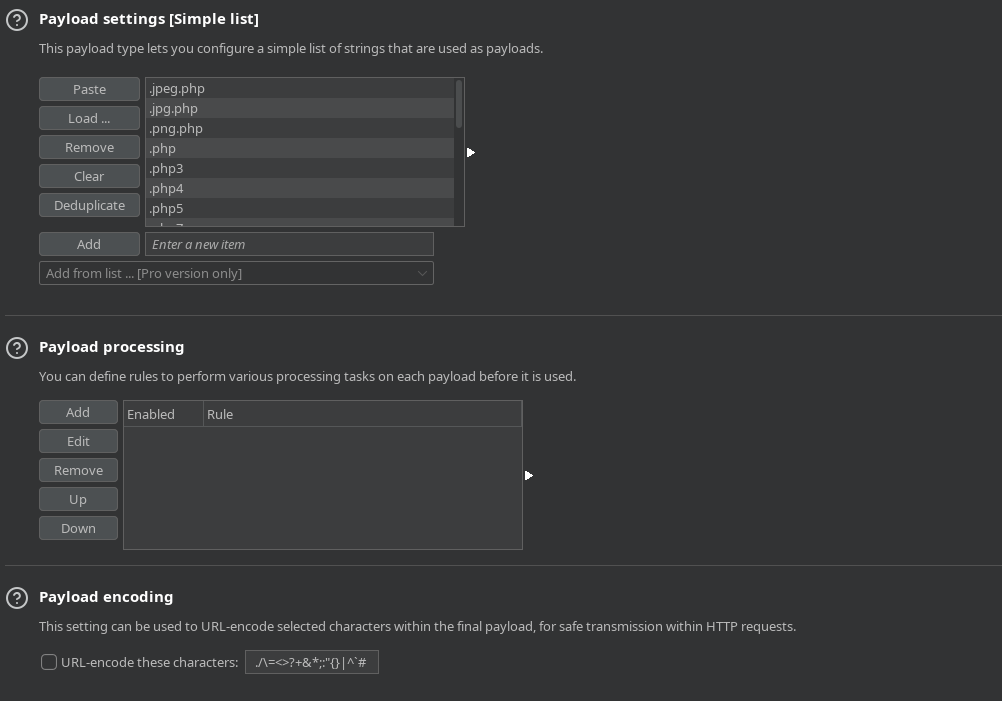 Payload settings [Simple list]
This payload type lets you configure a simple list of strings that are used as payloads.
Paste
Load ...
Remove
Clear
Deduplicate
.jpeg.php
.jpg.php
.png.php
.php
.php3
.php4
.php5
Add
Enter a new item
Add from list ... [Pro version only]
Payload processing
You can define rules to perform various processing tasks on each payload before it is used.
Add
Edit
Remove
Up
Down
Enabled Rule
Payload encoding
This setting can be used to URL-encode selected characters within the final payload, for safe transmission within HTTP requests.
URL-encode these characters: ./\=<>?+&*;:"{}|^`#